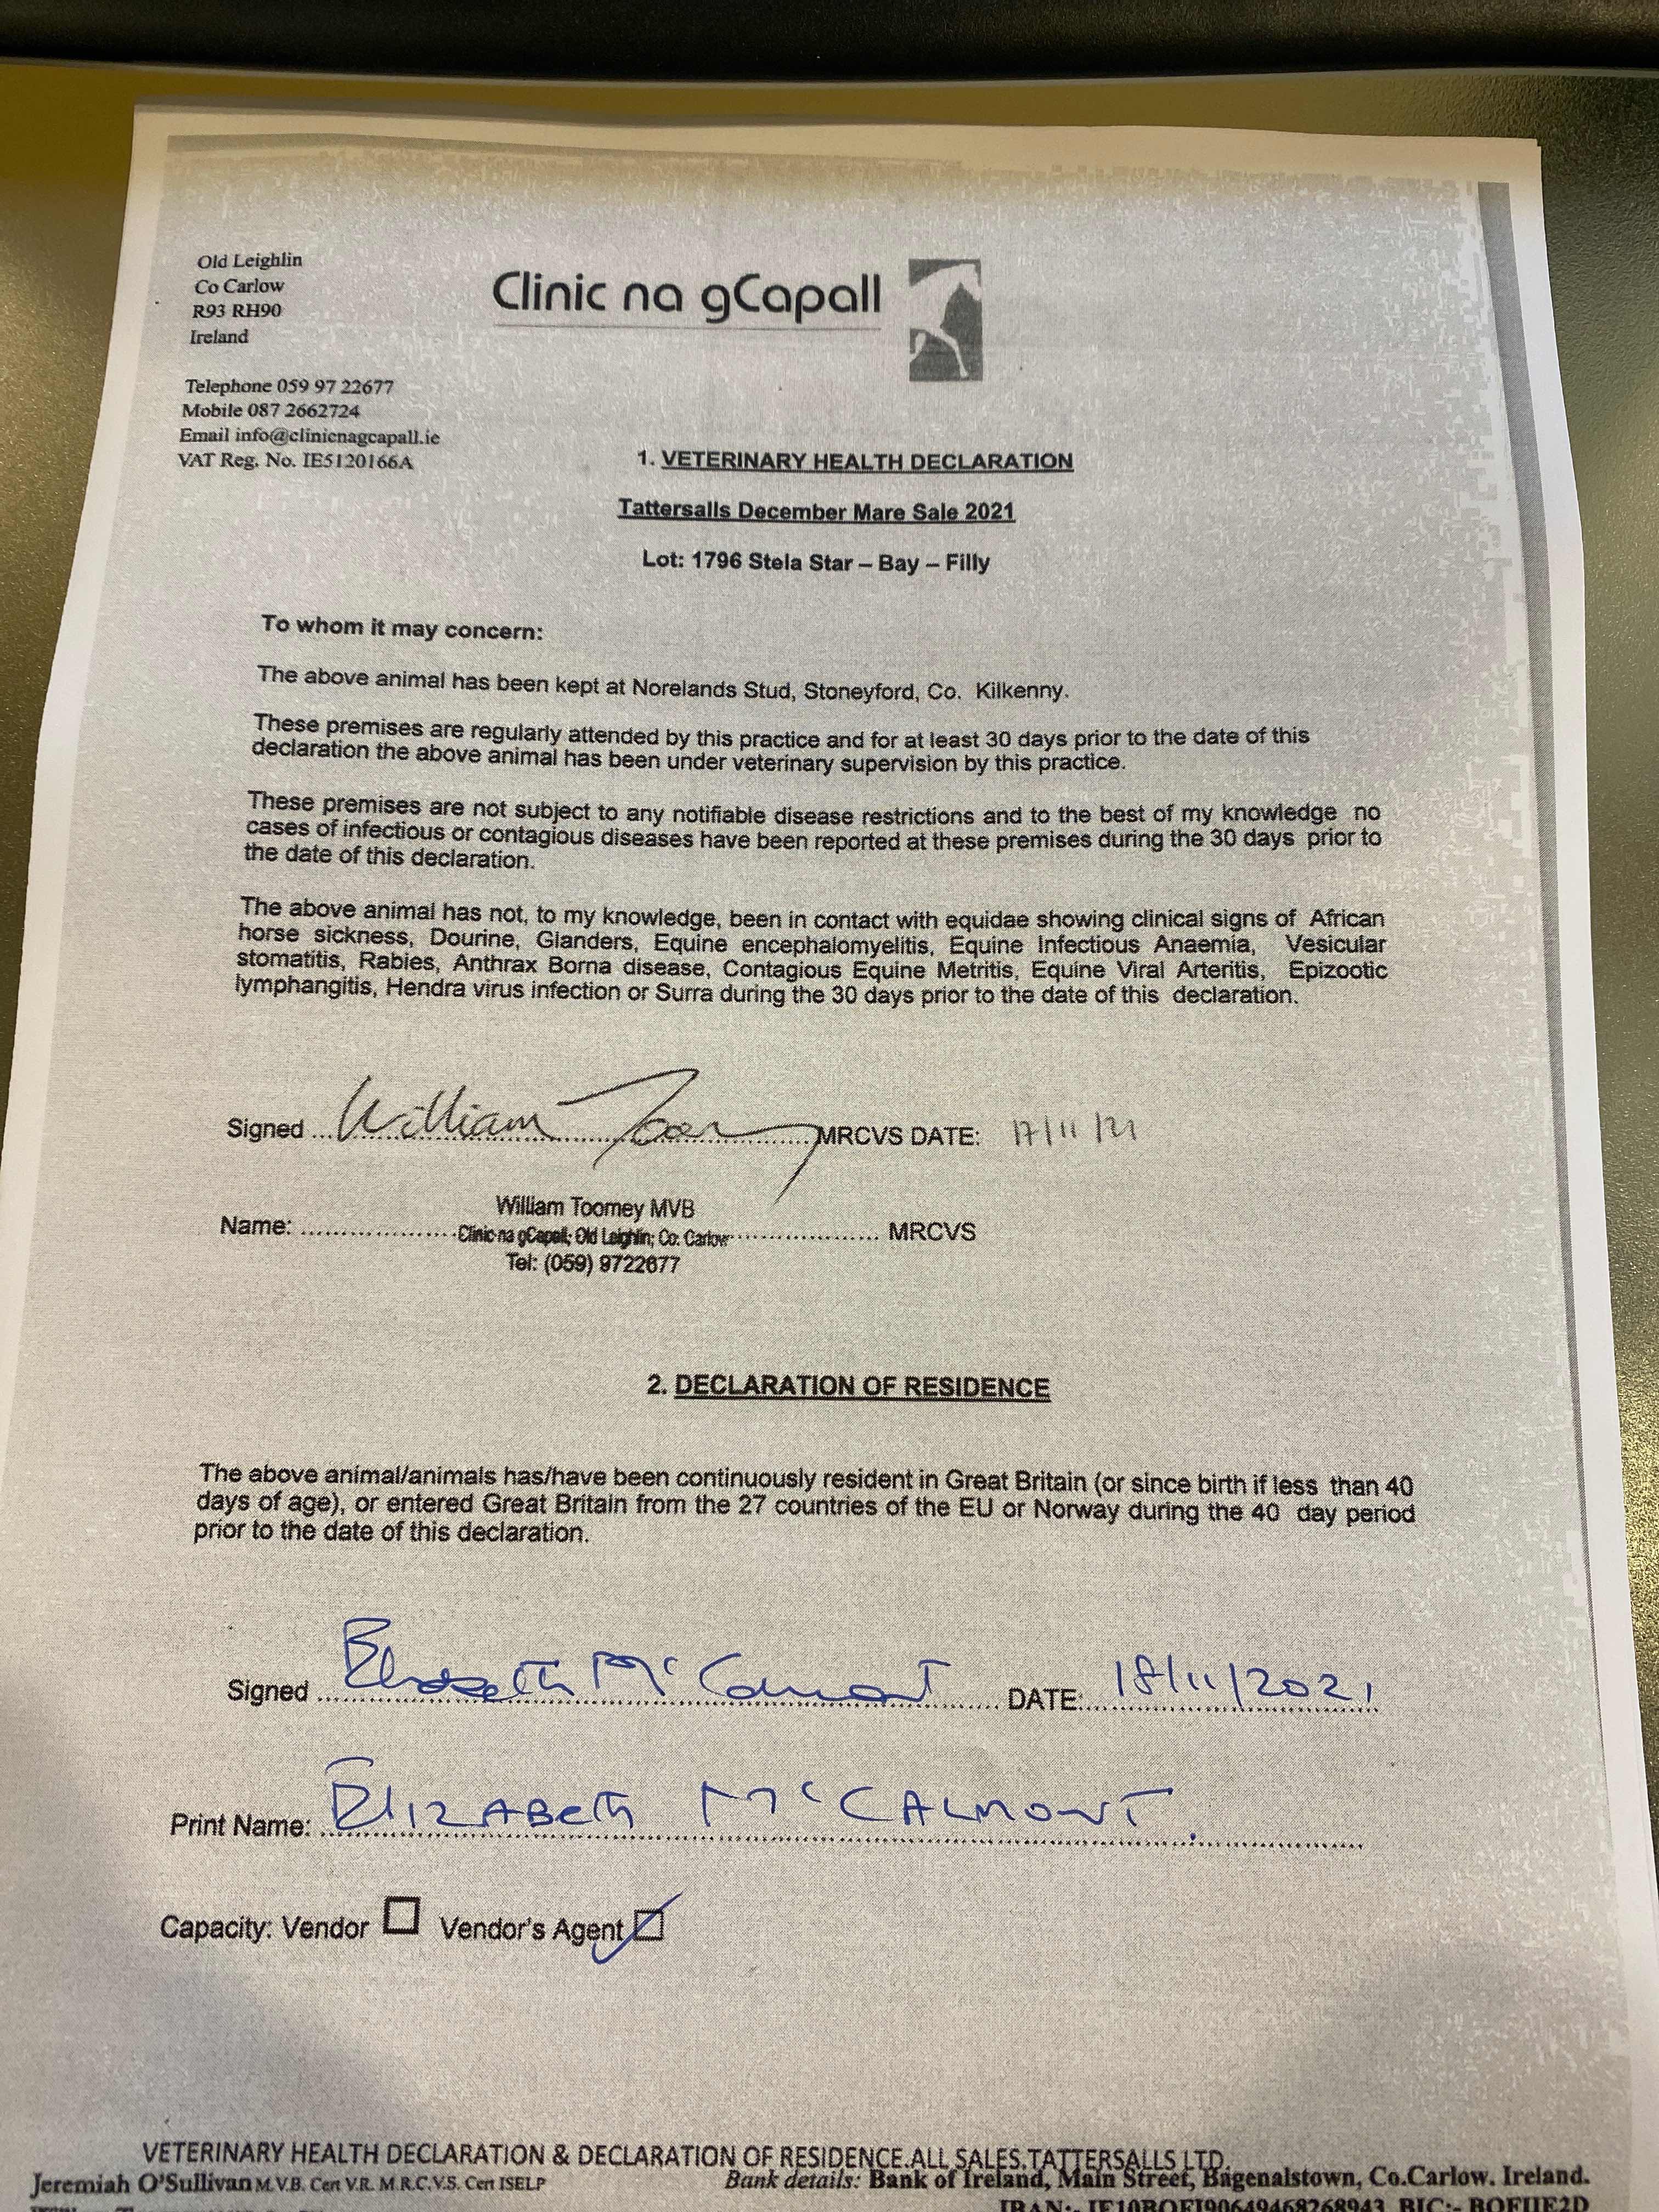 Old Leighlin
Co Carlow
R93 RH90
Ireland
Clinic na gCapall
Telephone 059 97 22677
Mobile 087 2662724
Email info@clinicnagcapall.ie
VAT Reg. No. IE5120166A
1. VETERINARY HEALTH DECLARATION
Tattersalls December Mare Sale 2021
Lot: 1796 Stela Star – Bay – Filly
To whom it may concern:
The above animal has been kept at Norelands Stud, Stoneyford, Co. Kilkenny.
These premises are regularly attended by this practice and for at least 30 days prior to the date of this
declaration the above animal has been under veterinary supervision by this practice.
These premises are not subject to any notifiable disease restrictions and to the best of my knowledge no
cases of infectious or contagious diseases have been reported at these premises during the 30 days prior to
the date of this declaration.
The above animal has not, to my knowledge, been in contact with equidae showing clinical signs of African
horse sickness, Dourine, Glanders, Equine encephalomyelitis, Equine Infectious Anaemia, Vesicular
stomatitis, Rabies, Anthrax Borna disease, Contagious Equine Metritis, Equine Viral Arteritis, Epizootic
lymphangitis, Hendra virus infection or Surra during the 30 days prior to the date of this declaration.
Signed William Toomey MRCVS DATE: 17/11/21
William Toomey MVB
Name: Clinic na gCapall, Old Leighlin, Co. Carlow MRCVS
Tel: (059) 9722677
2. DECLARATION OF RESIDENCE
The above animal/animals has/have been continuously resident in Great Britain (or since birth if less than 40
days of age), or entered Great Britain from the 27 countries of the EU or Norway during the 40 day period
prior to the date of this declaration.
Signed Elizabeth McCalmont DATE: 18/11/2021
Print Name: ELIZABETH McCALMONT.
Capacity: Vendor Vendor's Agent
VETERINARY HEALTH DECLARATION & DECLARATION OF RESIDENCE.ALL SALES.TATTERSALLS LTD.
Jeremiah O'Sullivan M.V.B. Cert V.R. M.R.C.V.S. Cert ISELP
Bank details: Bank of Ireland, Main Street, Bagenalstown, Co.Carlow. Ireland.
IBAN:- IE10BOFI90649468268943 BIC:- BOFIIE2D